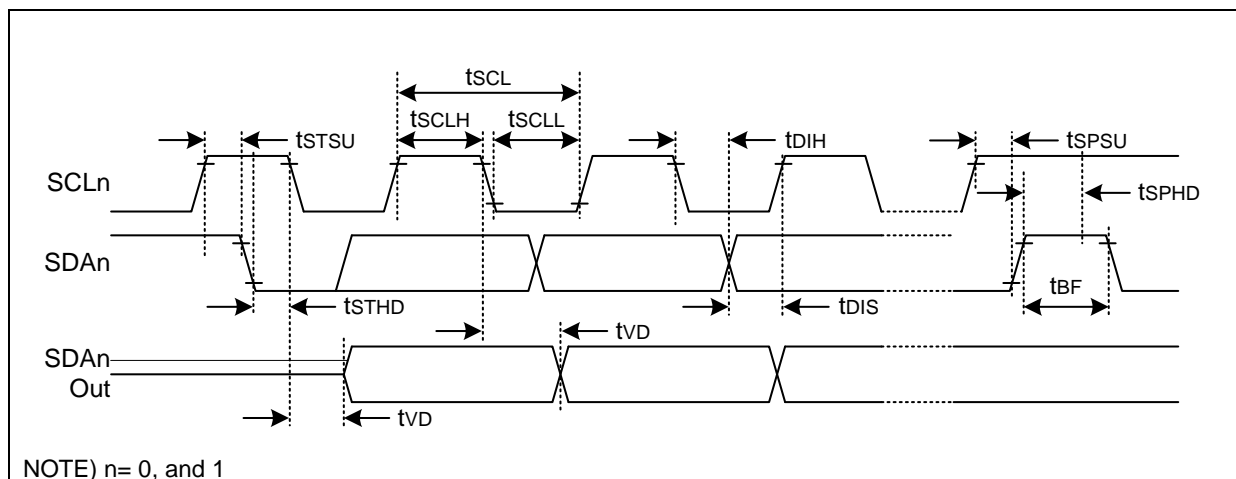 tSCL
tSCLH tSCLL
tSTSU tDIH tSPSU
SCLn
tSPHD
SDAn
tBF
tSTHD tDIS
tVD
SDAn
Out
tVD
NOTE) n= 0, and 1